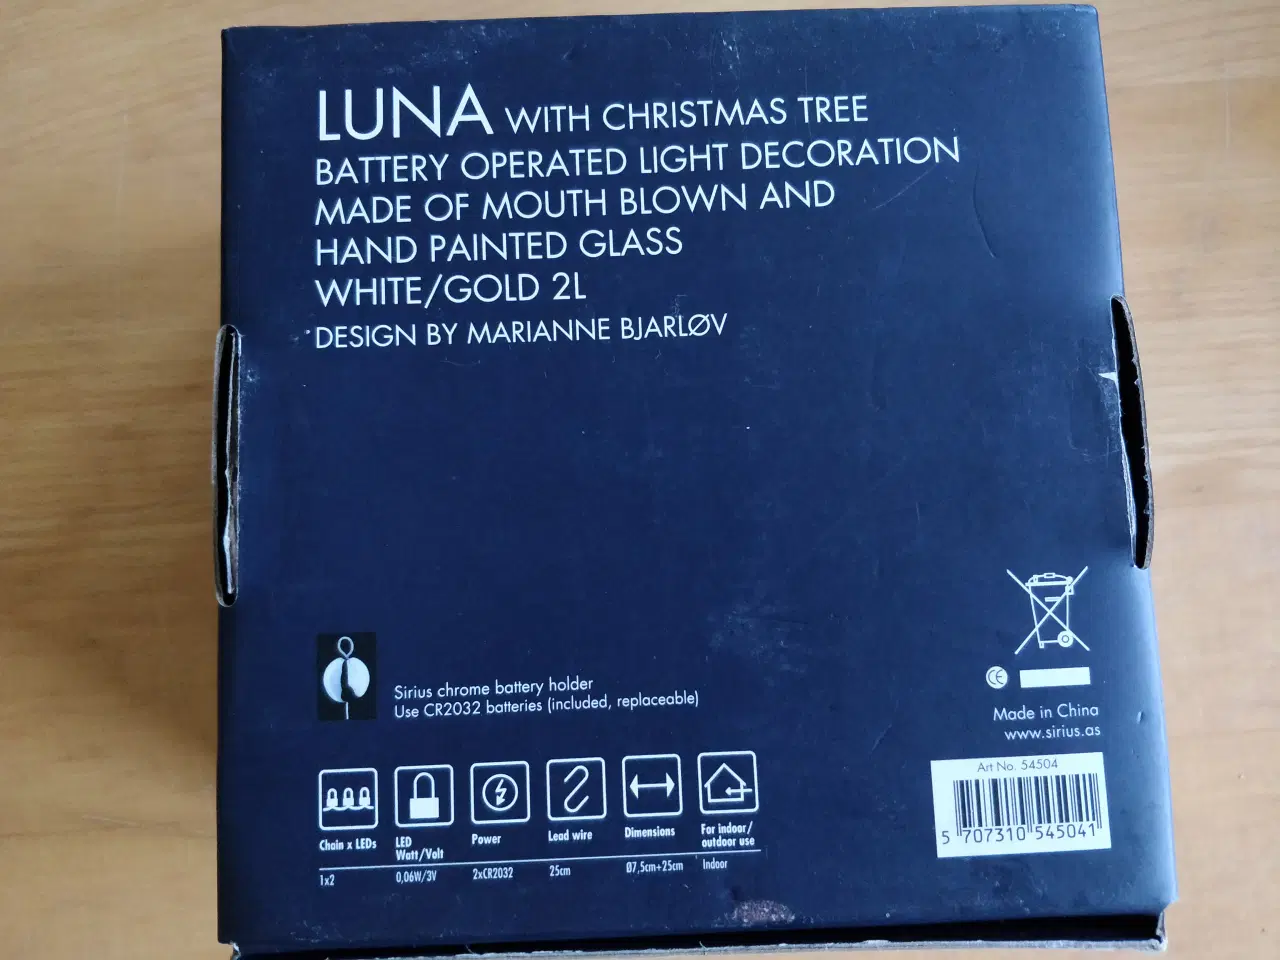 LUNA WITH CHRISTMAS TREE
BATTERY OPERATED LIGHT DECORATION
MADE OF MOUTH BLOWN AND
HAND PAINTED GLASS
WHITE/GOLD 2L
DESIGN BY MARIANNE BJARLØV
Sirius chrome battery holder
Use CR2032 batteries (included, replaceable)
CE
Made in China
www.sirius.as
Art No. 54504
5 707310 545041
Chain x LEDs
LED
Watt/Volt
Power
Lead wire
Dimensions
For indoor/
outdoor use
1x2
0,06W/3V
2xCR2032
25cm
Ø7,5cm+25cm
Indoor